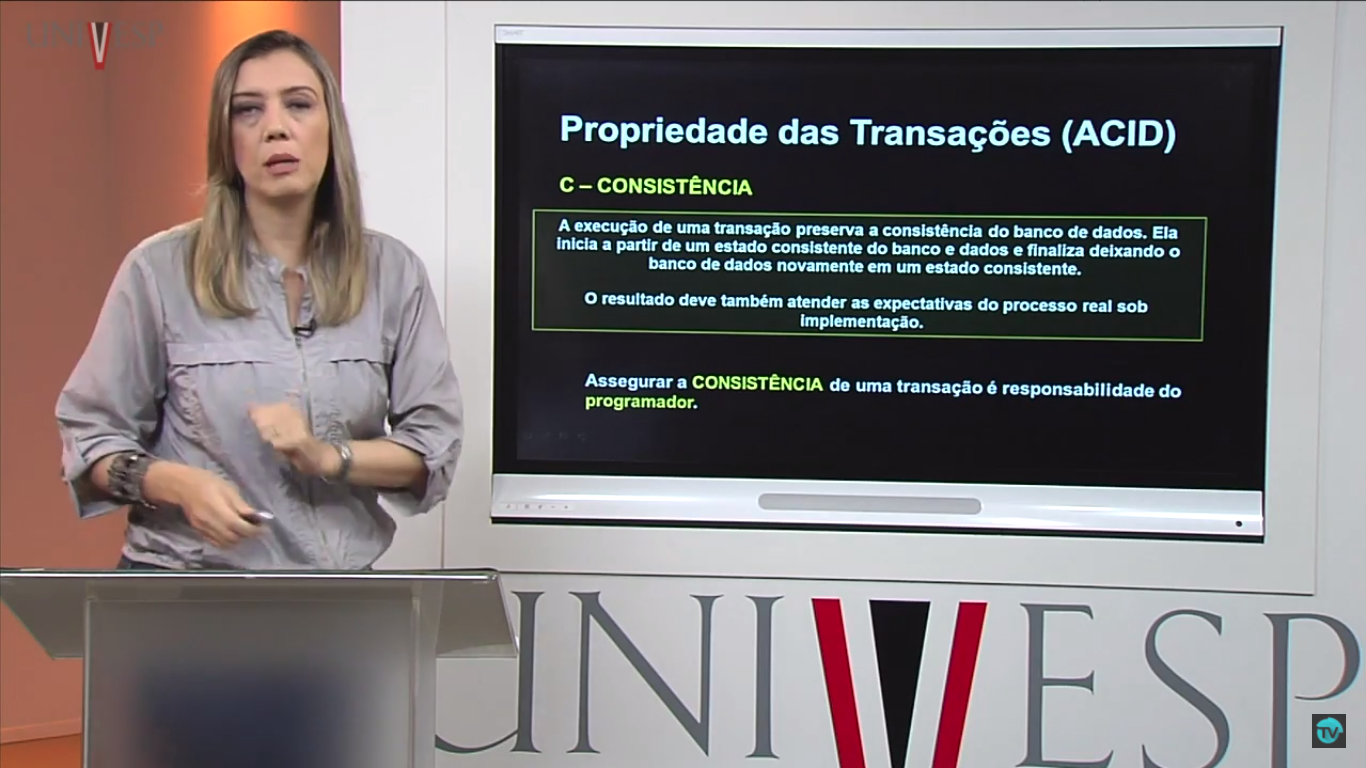 UNIVESP
Propriedade das Transações (ACID)
C – CONSISTÊNCIA
A execução de uma transação preserva a consistência do banco de dados. Ela
inicia a partir de um estado consistente do banco e dados e finaliza deixando o
banco de dados novamente em um estado consistente.
O resultado deve também atender as expectativas do processo real sob
implementação.
Assegurar a CONSISTÊNCIA de uma transação é responsabilidade do
programador.
UNIVESP
TV